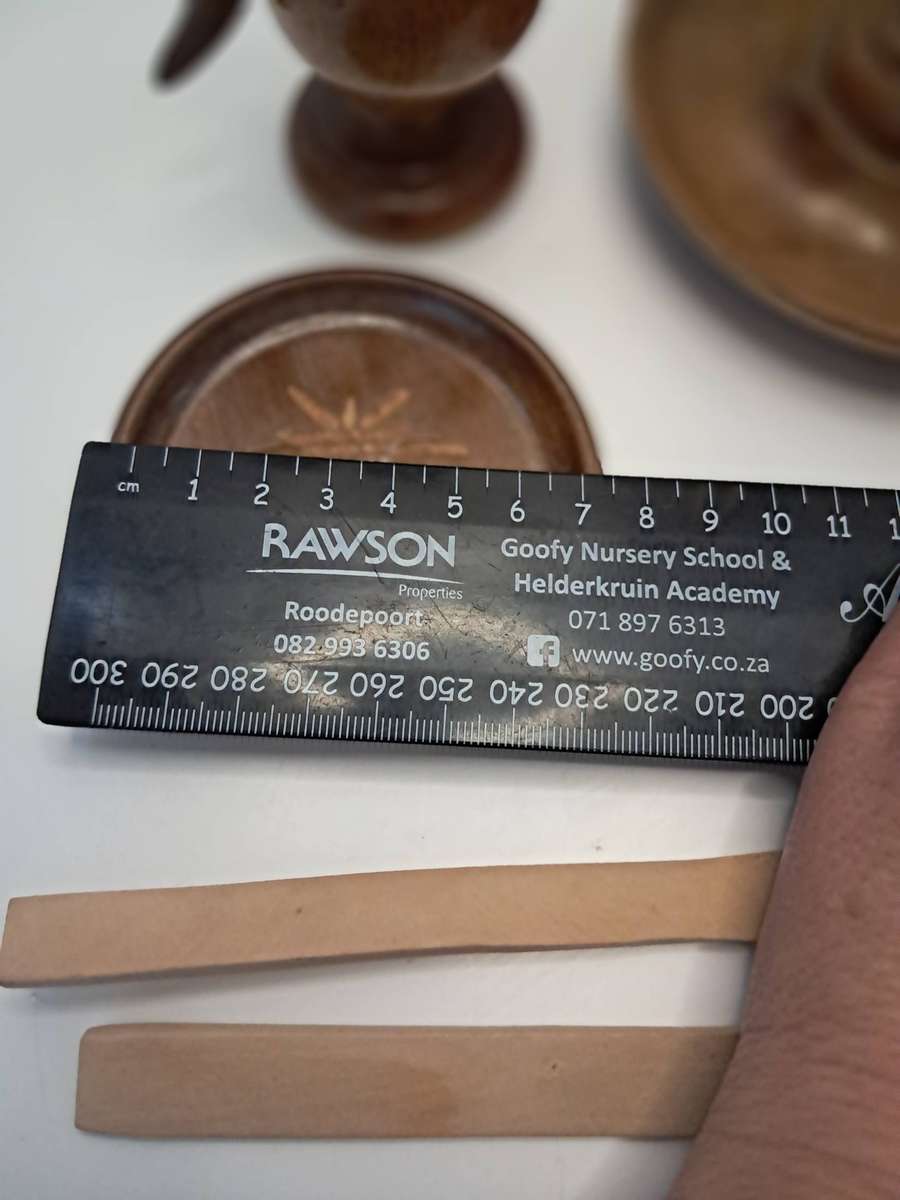 cm 1 2 3 4 5 6 7 8 9 10 11
RAWSON
Properties
Roodepoort
082 993 6306
Goofy Nursery School &
Helderkruin Academy
071 897 6313
www.goofy.co.za
300 290 280 270 260 250 240 230 220 210 200